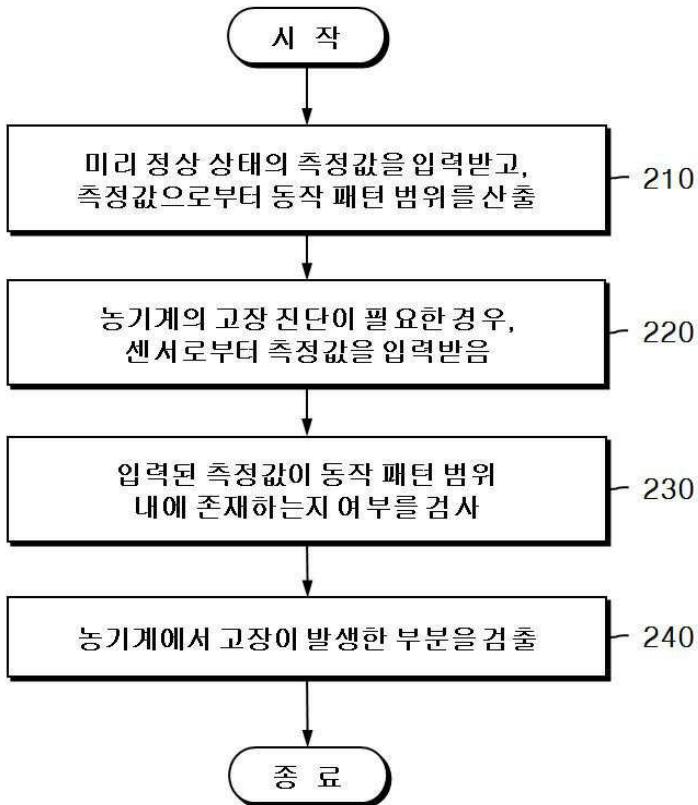 시 작
미리 정상 상태의 측정값을 입력받고,
측정값으로부터 동작 패턴 범위를 산출
210
농기계의 고장 진단이 필요한 경우,
센서로부터 측정값을 입력받음
220
입력된 측정값이 동작 패턴 범위
내에 존재하는지 여부를 검사
230
농기계에서 고장이 발생한 부분을 검출
240
종 료